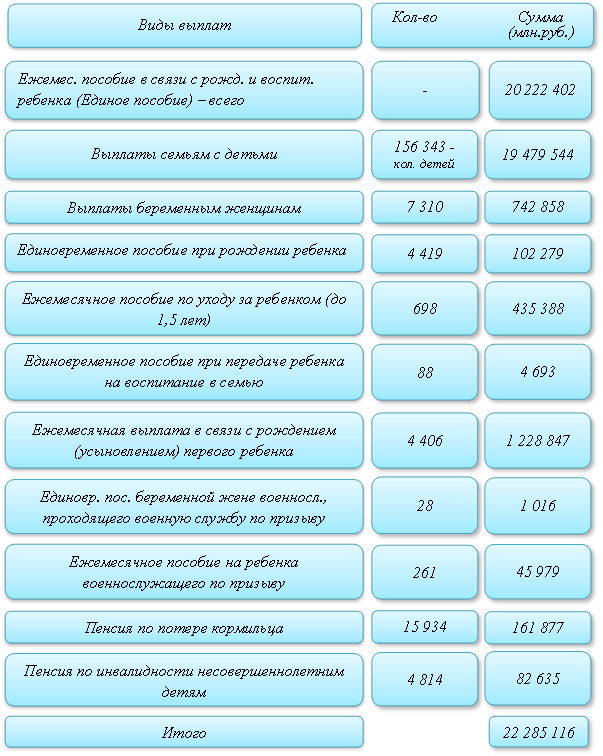 Виды выплат
Кол-во
Сумма
(млн.руб.)
Ежемес. пособие в связи с рожд. и воспит.
ребенка (Единое пособие) – всего
-
20 222 402
Выплаты семьям с детьми
156 343 -
кол. детей
19 479 544
Выплаты беременным женщинам
7 310
742 858
Единовременное пособие при рождении ребенка
4 419
102 279
Ежемесячное пособие по уходу за ребенком (до
1,5 лет)
698
435 388
Единовременное пособие при передаче ребенка
на воспитание в семью
88
4 693
Ежемесячная выплата в связи с рождением
(усыновлением) первого ребенка
4 406
1 228 847
Единовр. пос. беременной жене военносл.,
проходящего военную службу по призыву
28
1 016
Ежемесячное пособие на ребенка
военнослужащего по призыву
261
45 979
Пенсия по потере кормильца
15 934
161 877
Пенсия по инвалидности несовершеннолетним
детям
4 814
82 635
Итого
22 285 116